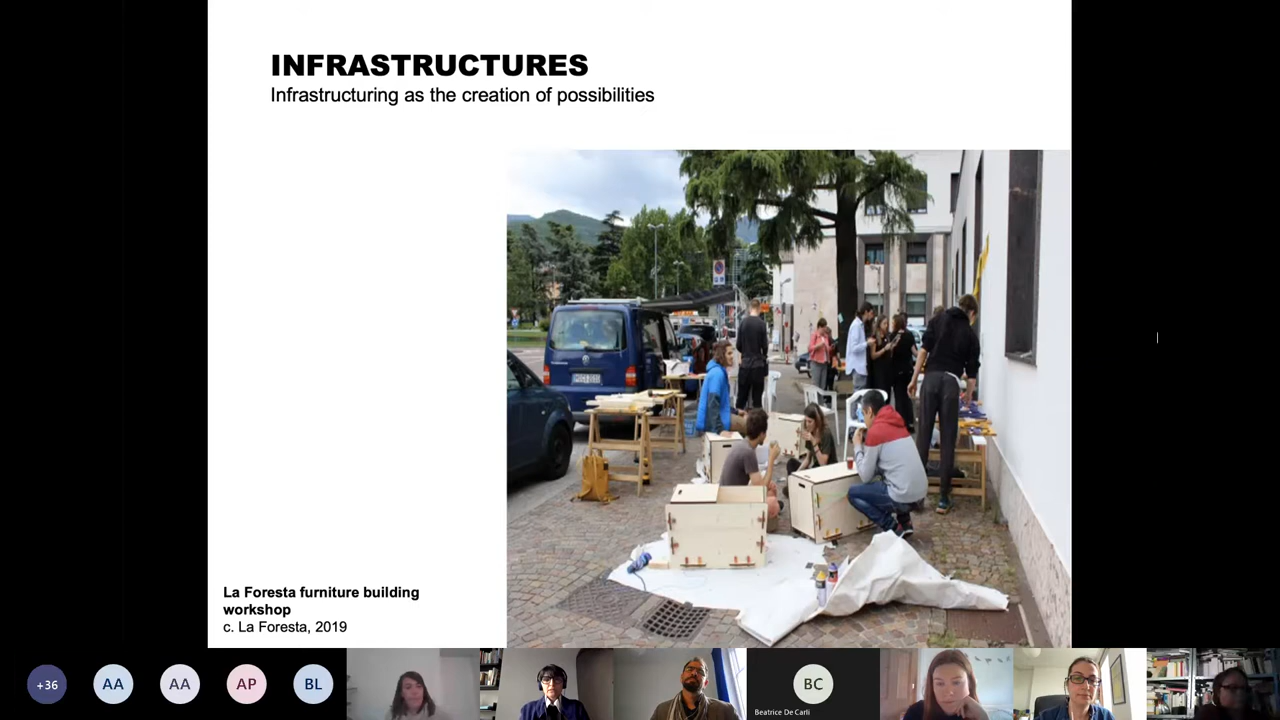 INFRASTRUCTURES
Infrastructuring as the creation of possibilities
La Foresta furniture building
workshop
c. La Foresta, 2019
+36
AA
AA
AP
BL
BC
Beatrice De Carli